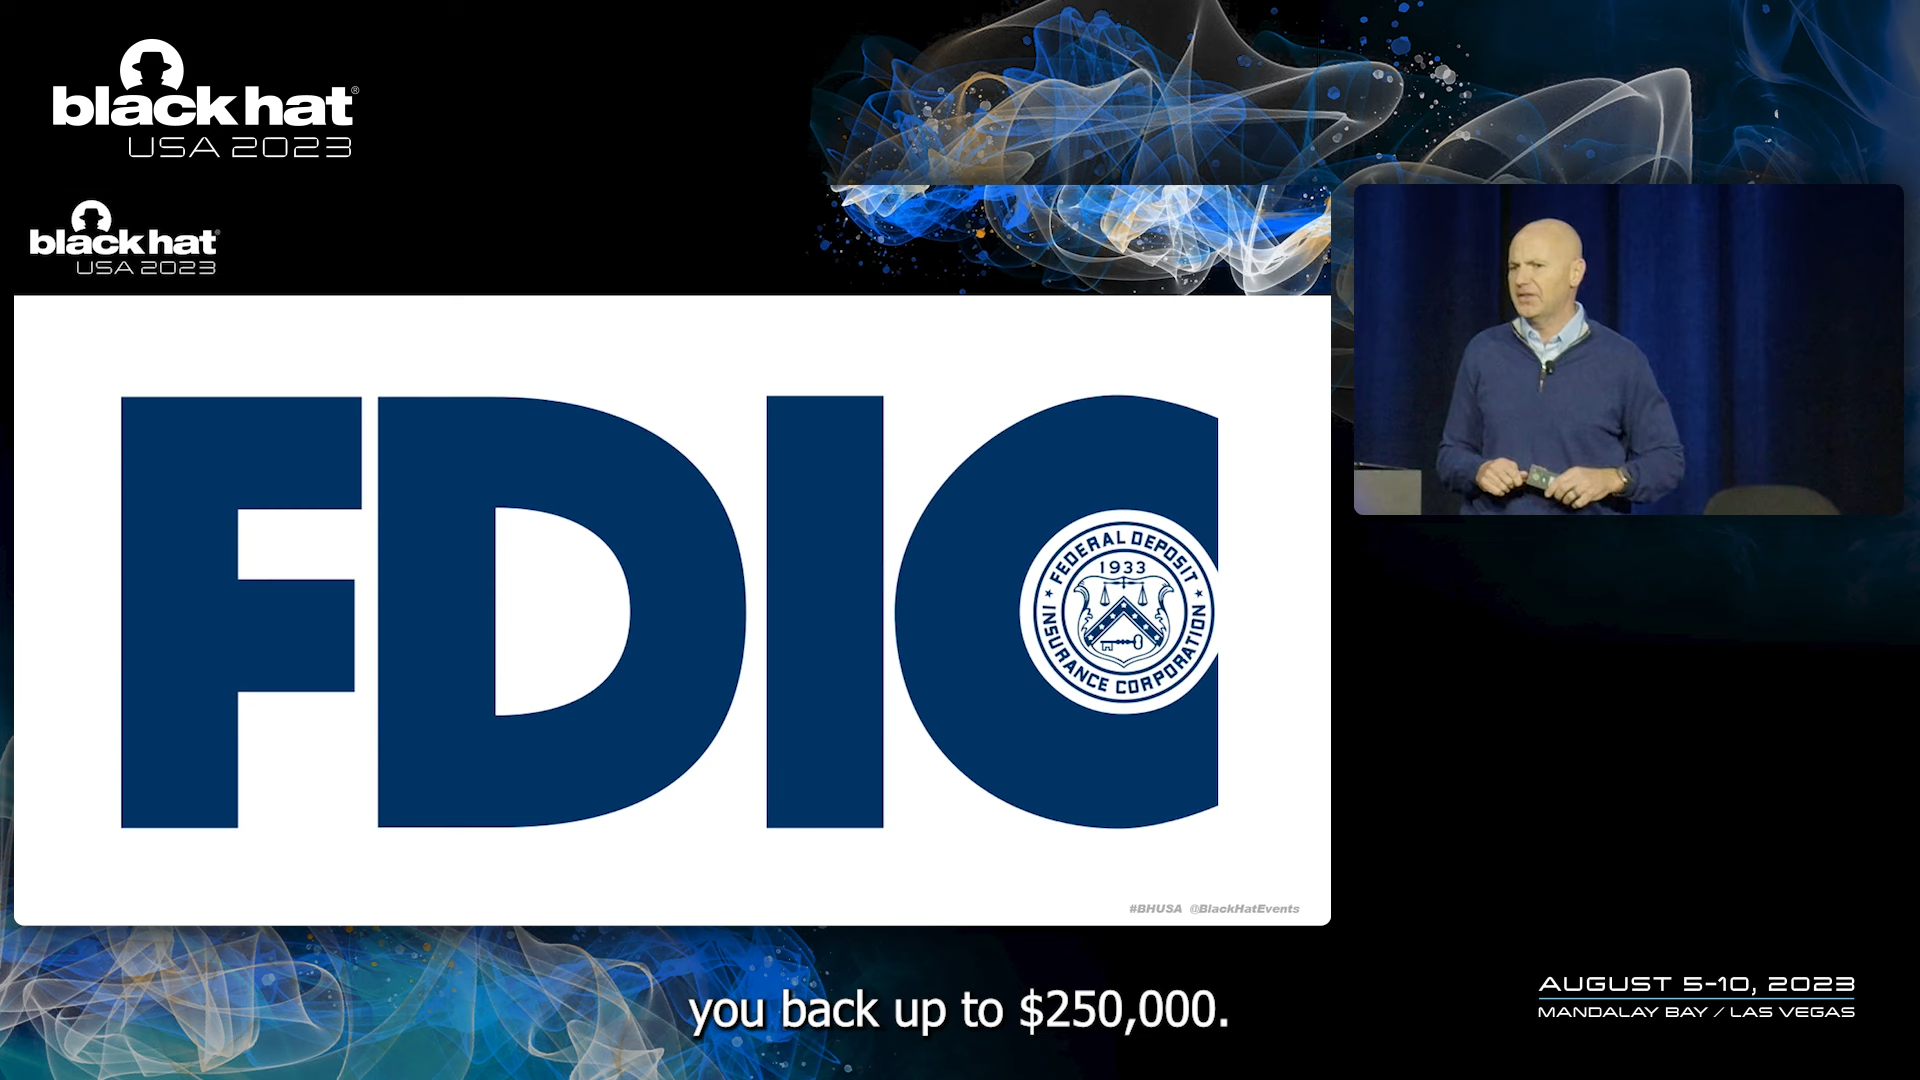 black hat®
USA 2023
black hat®
USA 2023
FDIC
FEDERAL DEPOSIT
INSURANCE CORPORATION
1933
#BHUSA @BlackHatEvents
you back up to $250,000.
AUGUST 5-10, 2023
MANDALAY BAY / LAS VEGAS